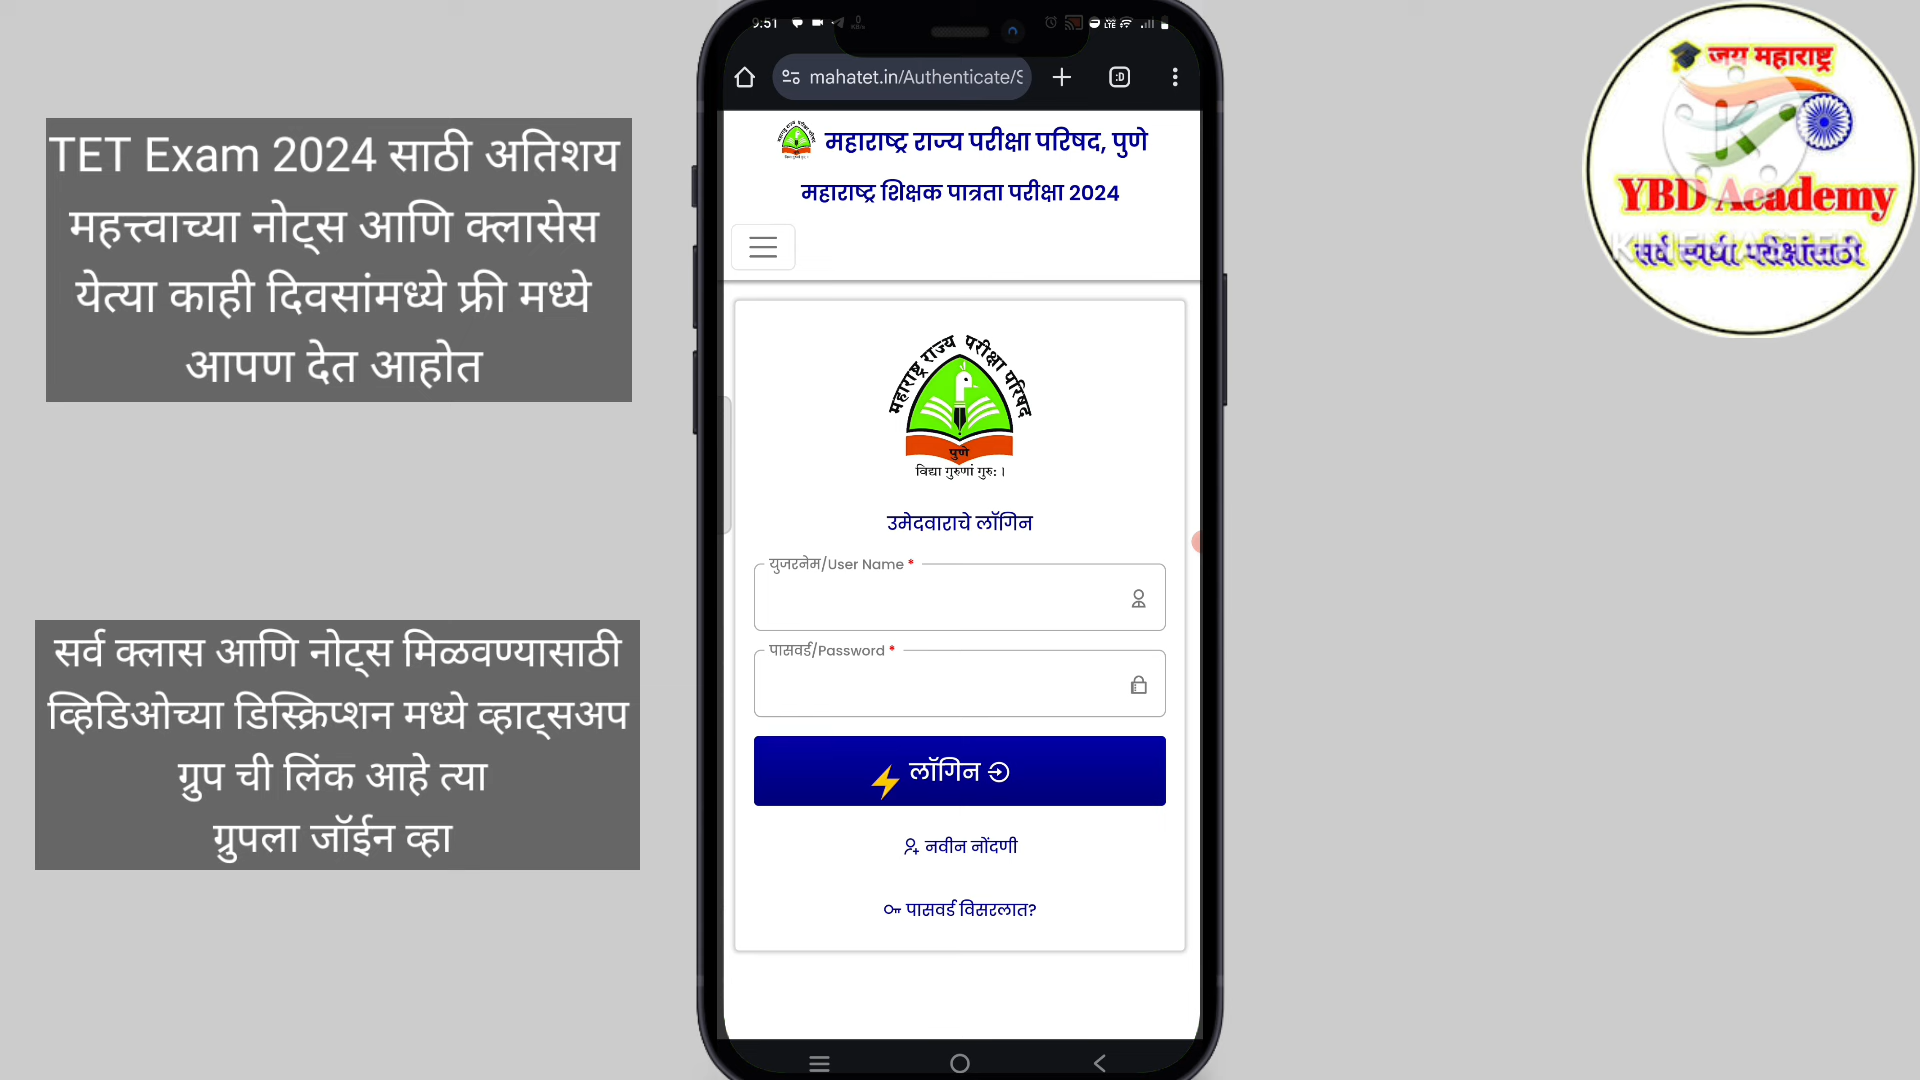 TET Exam 2024 साठी अतिशय
महत्त्वाच्या नोट्स आणि क्लासेस
येत्या काही दिवसांमध्ये फ्री मध्ये
आपण देत आहोत
सर्व क्लास आणि नोट्स मिळवण्यासाठी
व्हिडिओच्या डिस्क्रिप्शन मध्ये व्हाट्सअप
ग्रुप ची लिंक आहे त्या
ग्रुपला जॉईन व्हा
9:51
mahatet.in/Authenticate/S
महाराष्ट्र राज्य परीक्षा परिषद, पुणे
महाराष्ट्र शिक्षक पात्रता परीक्षा 2024
महाराष्ट्र राज्य परीक्षा परिषद
पुणे
विद्या गुरुणां गुरु: ।
उमेदवाराचे लॉगिन
युजरनेम/User Name *
पासवर्ड/Password *
लॉगिन
नवीन नोंदणी
पासवर्ड विसरलात?
जय महाराष्ट्र
YBD Academy
सर्व स्पर्धा परीक्षांसाठी